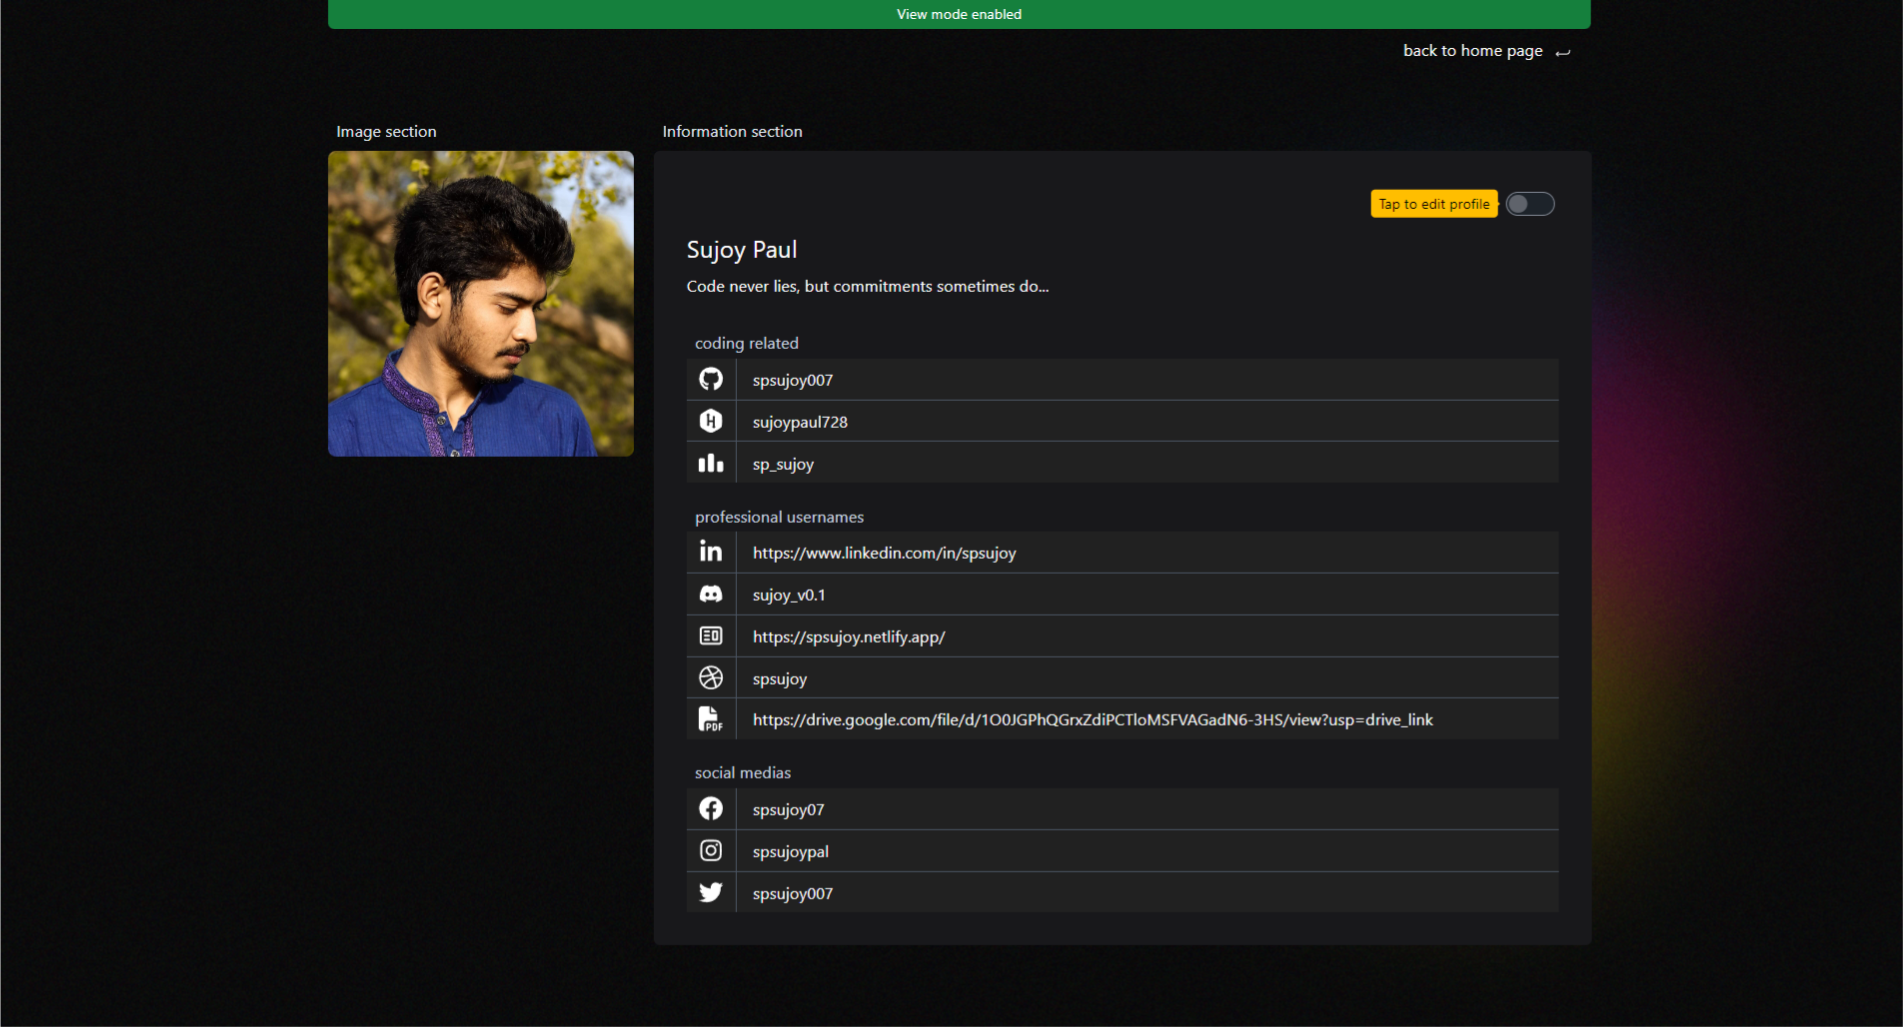 View mode enabled
back to home page
Image section
Information section
Tap to edit profile
Sujoy Paul
Code never lies, but commitments sometimes do...
coding related
spsujoy007
sujoypaul728
sp_sujoy
professional usernames
https://www.linkedin.com/in/spsujoy
sujoy_v0.1
https://spsujoy.netlify.app/
spsujoy
PDF https://drive.google.com/file/d/1O0JGPhQGrxZdiPCTloMSFVAGadN6-3HS/view?usp=drive_link
social medias
spsujoy07
spsujoypal
spsujoy007